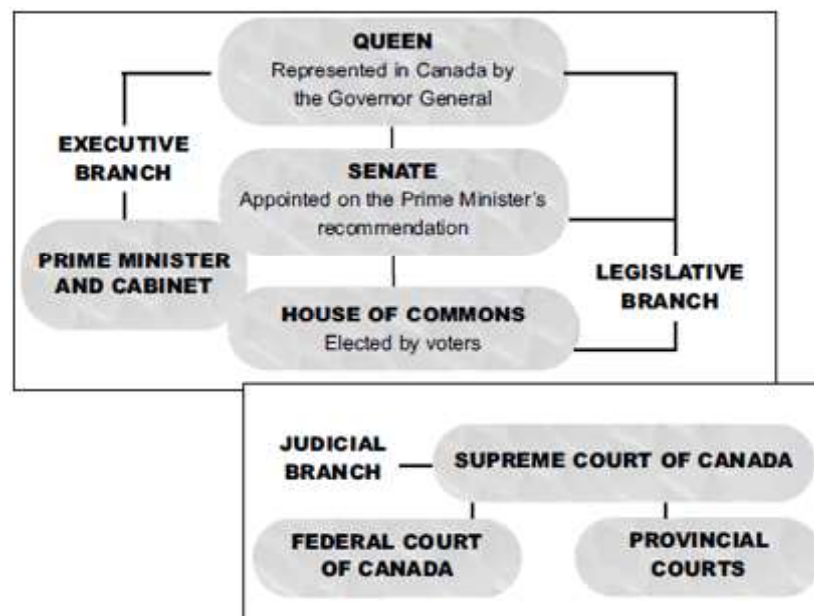 QUEEN
Represented in Canada by
the Governor General
EXECUTIVE
BRANCH
SENATE
Appointed on the Prime Minister’s
recommendation
PRIME MINISTER
AND CABINET
LEGISLATIVE
BRANCH
HOUSE OF COMMONS
Elected by voters
JUDICIAL
BRANCH
SUPREME COURT OF CANADA
FEDERAL COURT
OF CANADA
PROVINCIAL
COURTS